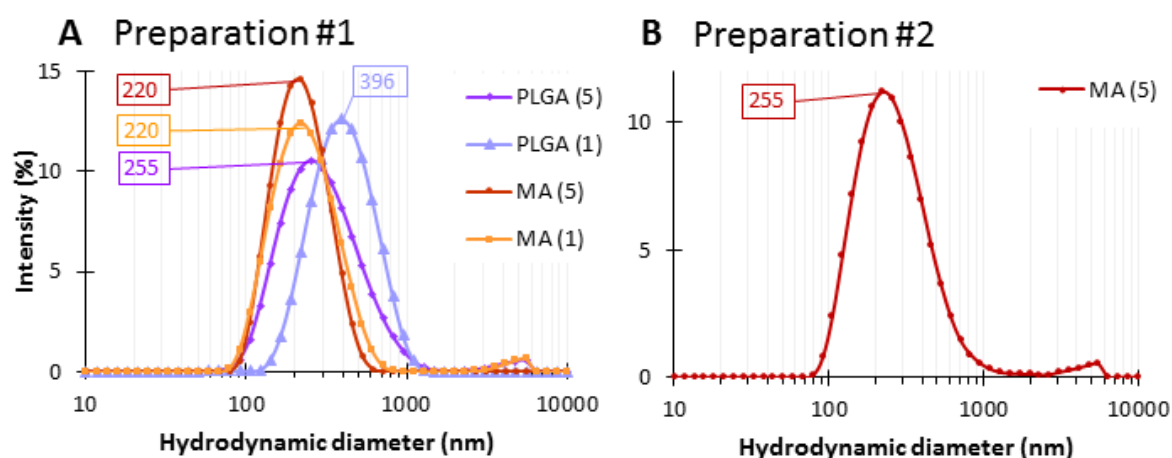 A Preparation #1
15
10
5
0
Intensity (%)
220
220
255
396
PLGA (5)
PLGA (1)
MA (5)
MA (1)
10 100 1000 10000
Hydrodynamic diameter (nm)
B Preparation #2
10
5
0
255
MA (5)
10 100 1000 10000
Hydrodynamic diameter (nm)